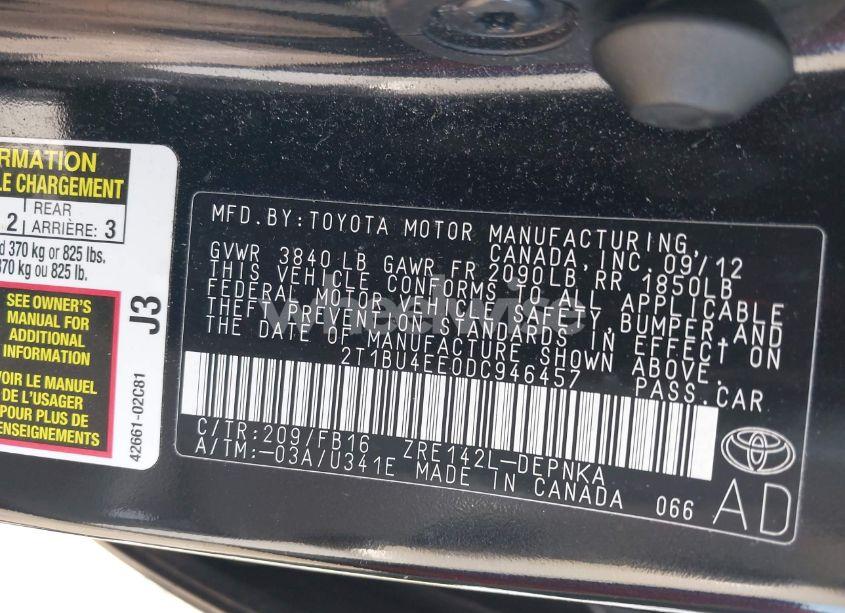 RMATION
LE CHARGEMENT
2 REAR
ARRIÈRE: 3
d 370 kg or 825 lbs.
370 kg ou 825 lb.
SEE OWNER'S
MANUAL FOR
ADDITIONAL
INFORMATION
VOIR LE MANUEL
DE L'USAGER
POUR PLUS DE
RENSEIGNEMENTS
J3
42661-02C81
MFD.BY:TOYOTA MOTOR MANUFACTURING,
CANADA,INC. 09/12
GVWR 3840 LB GAWR FR 2090LB RR 1850LB
THIS VEHICLE CONFORMS TO ALL APPLICABLE
FEDERAL MOTOR VEHICLE SAFETY,BUMPER,AND
THEFT PREVENTION STANDARDS IN EFFECT ON
THE DATE OF MANUFACTURE SHOWN ABOVE.
2T1BU4EE0DC946457 PASS.CAR
C/TR:209/FB16 ZRE142L-DEPNKA
A/TM:-03A/U341E MADE IN CANADA 066
TOYOTA
AD